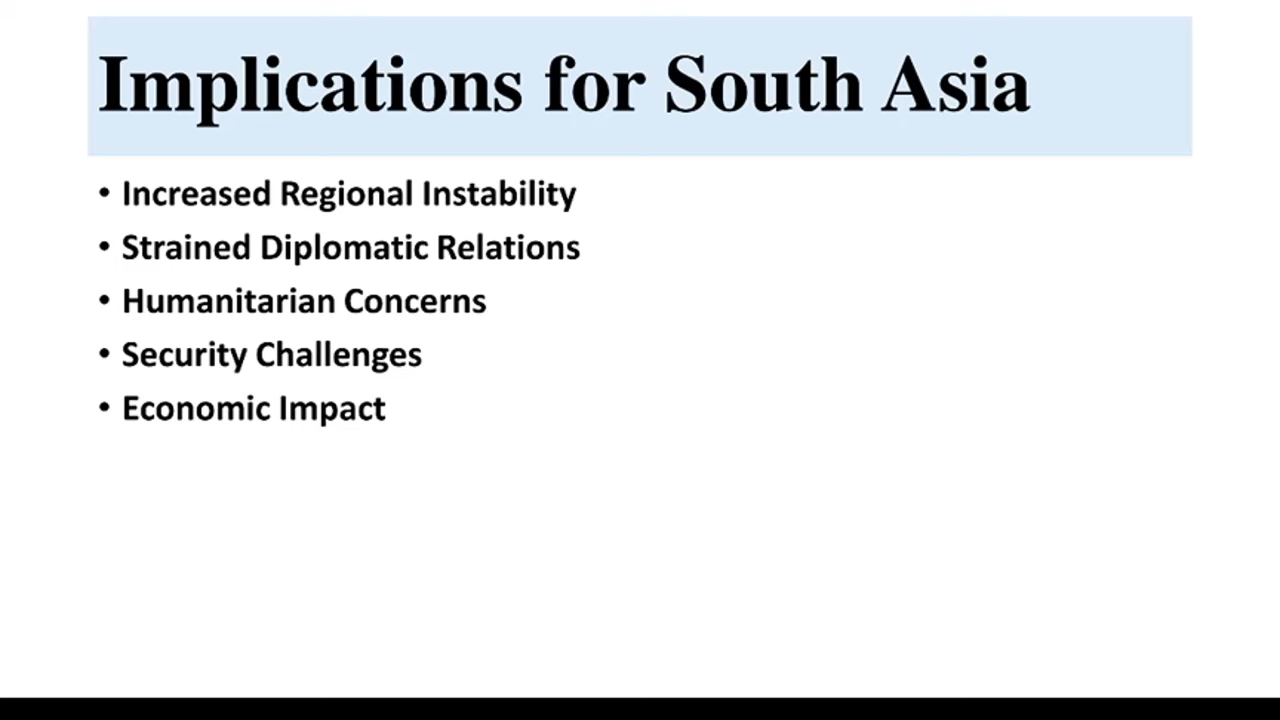 Implications for South Asia
• Increased Regional Instability
• Strained Diplomatic Relations
• Humanitarian Concerns
• Security Challenges
• Economic Impact